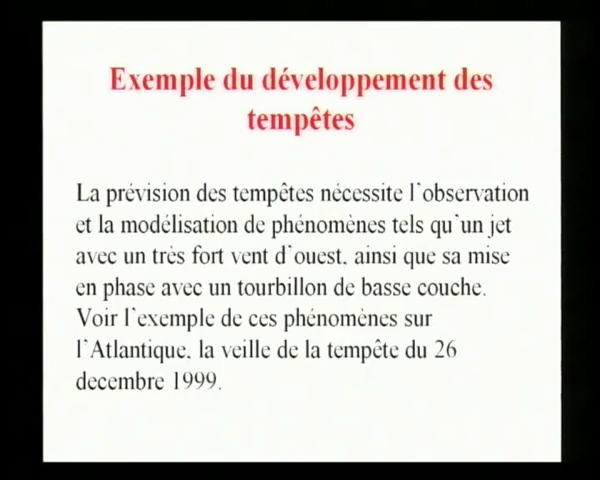 Exemple du développement des
tempêtes
La prévision des tempêtes nécessite l'observation
et la modélisation de phénomènes tels qu'un jet
avec un très fort vent d'ouest, ainsi que sa mise
en phase avec un tourbillon de basse couche.
Voir l'exemple de ces phénomènes sur
l'Atlantique, la veille de la tempête du 26
decembre 1999.